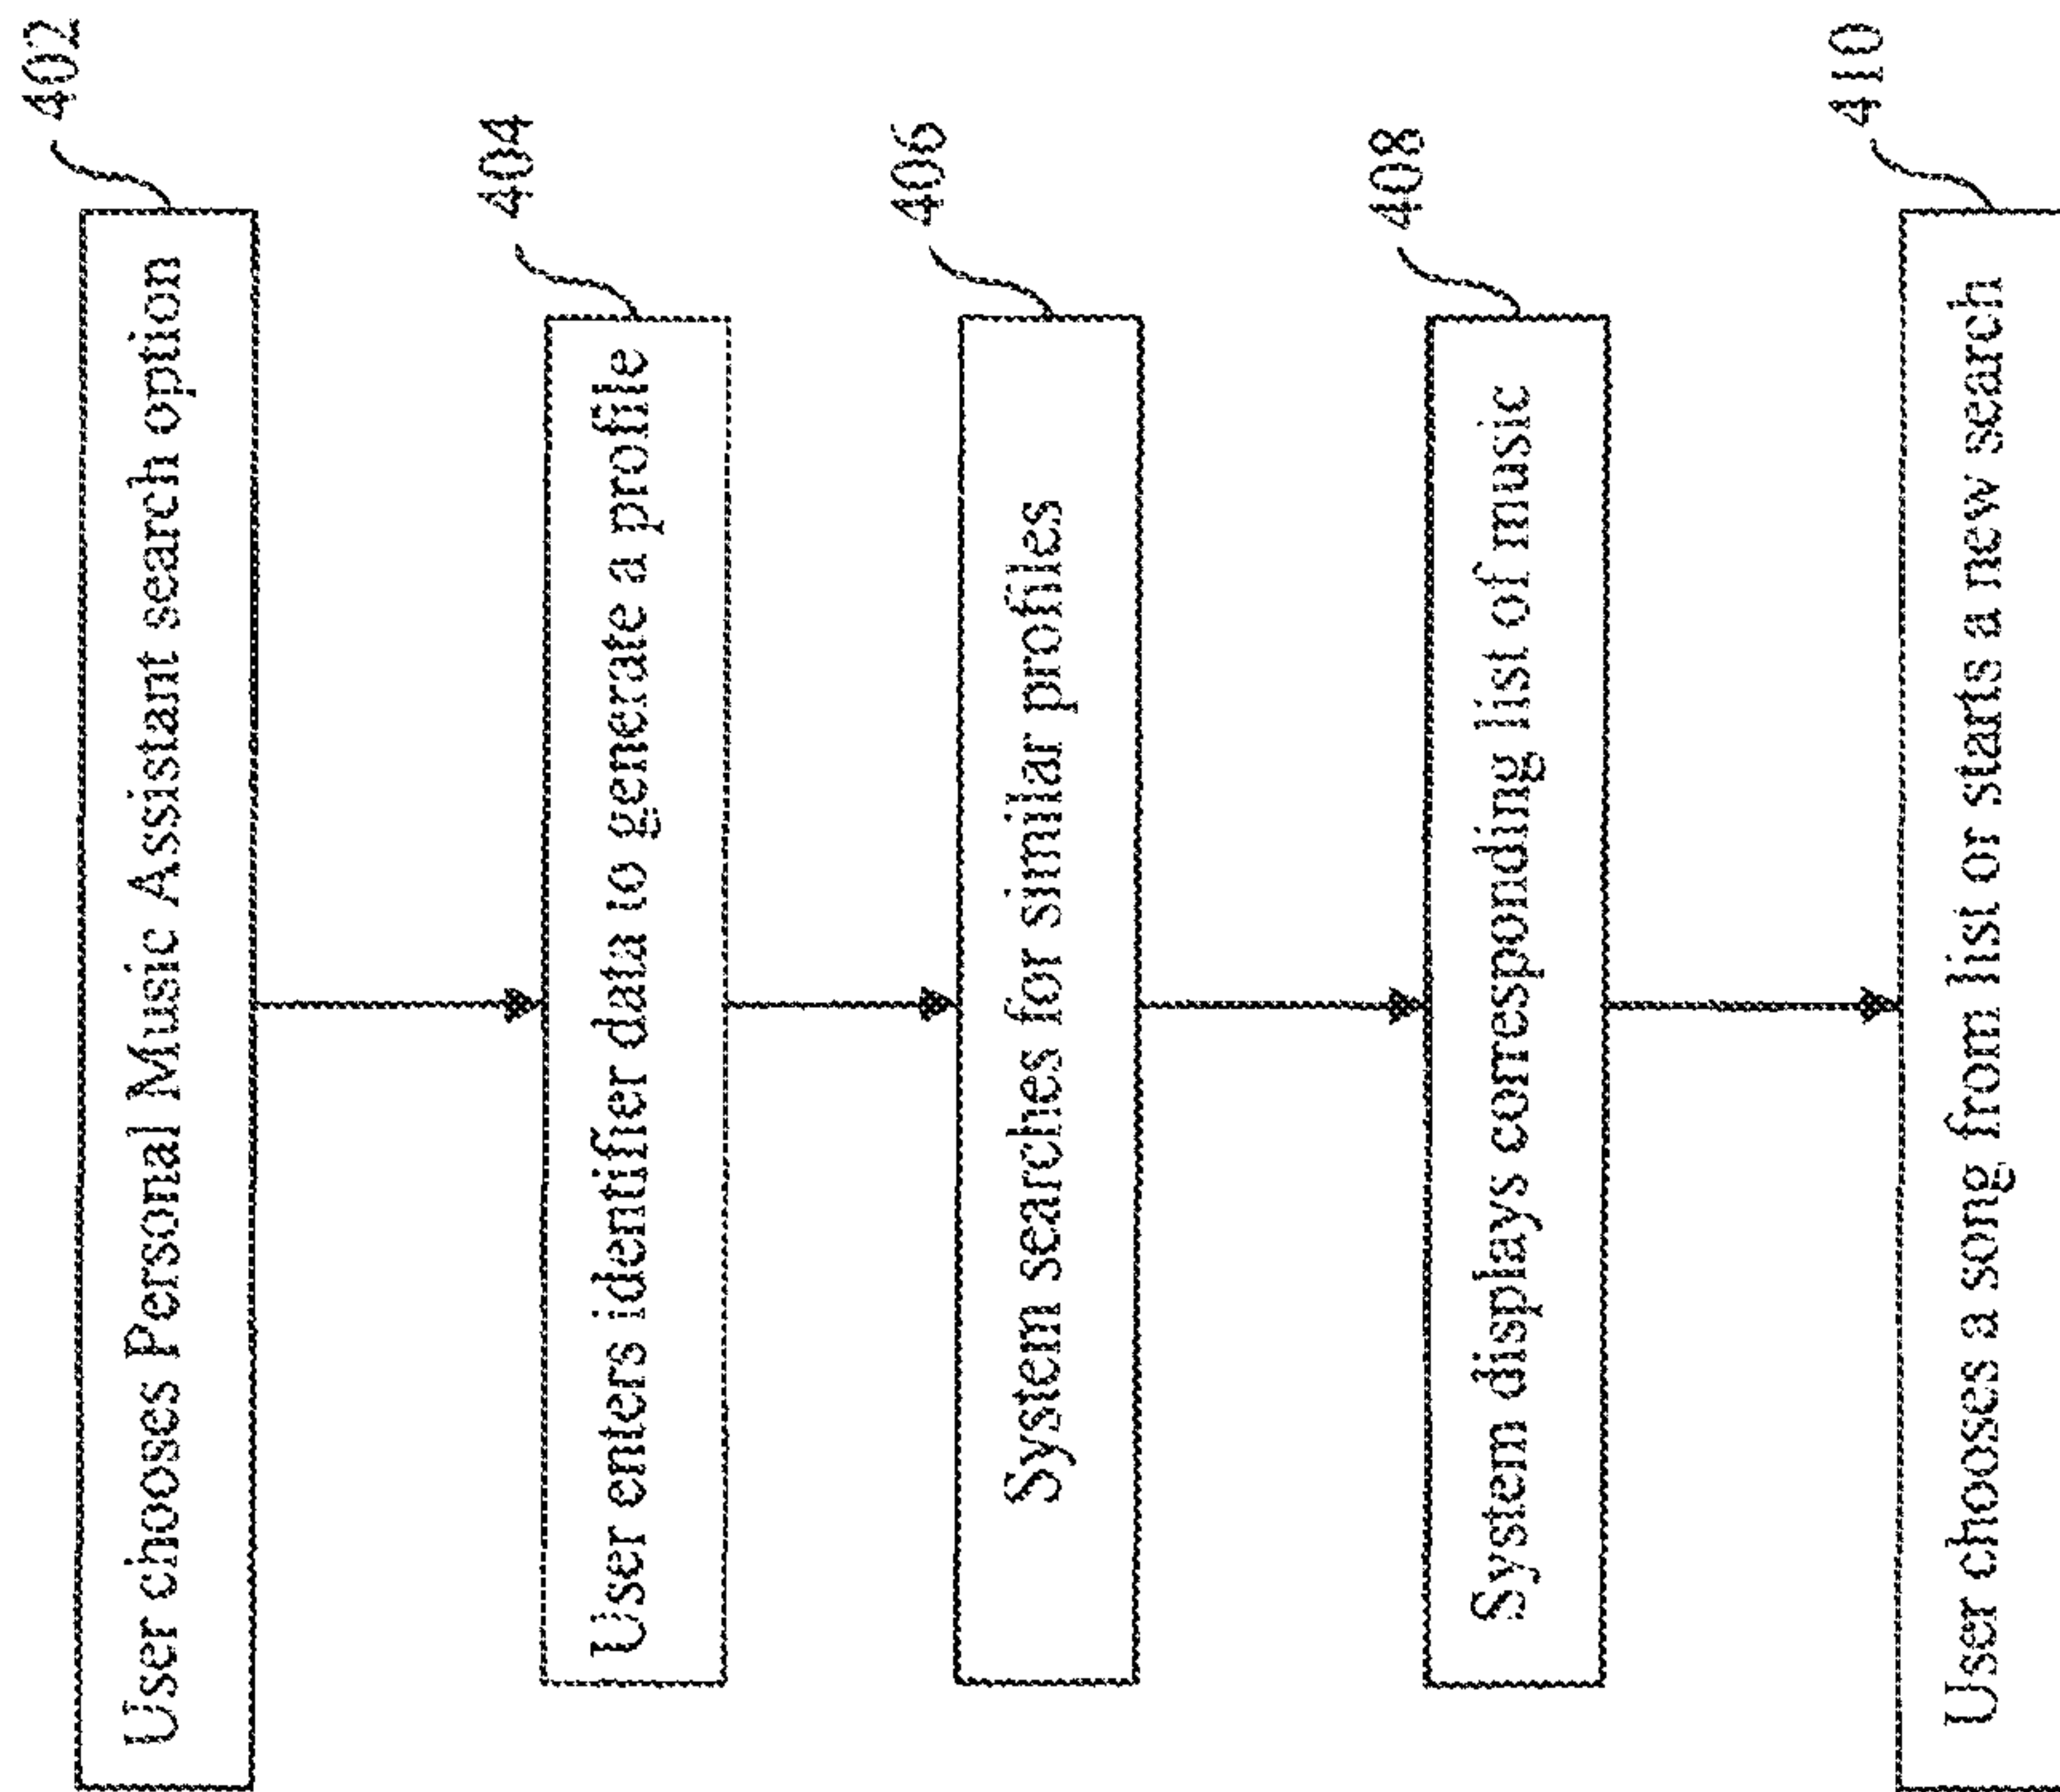 402
User chooses Personal Music Assistant search option
404
User enters identifier data to generate a profile
406
System searches for similar profiles
408
System displays corresponding list of music
410
User chooses a song from list or starts a new search